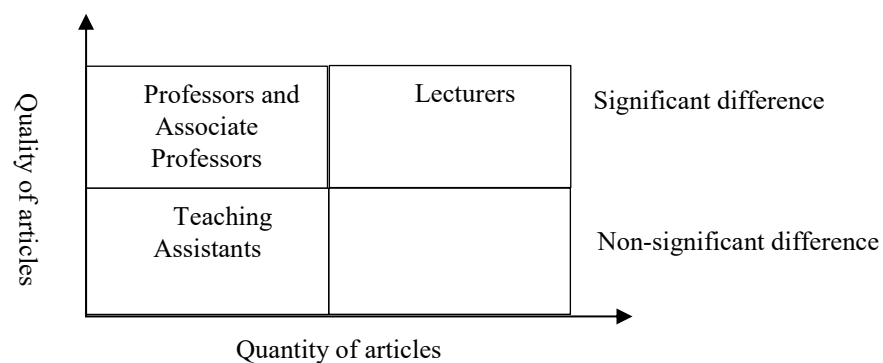 Quality of articles
Professors and
Associate
Professors
Lecturers
Significant difference
Teaching
Assistants
Non-significant difference
Quantity of articles